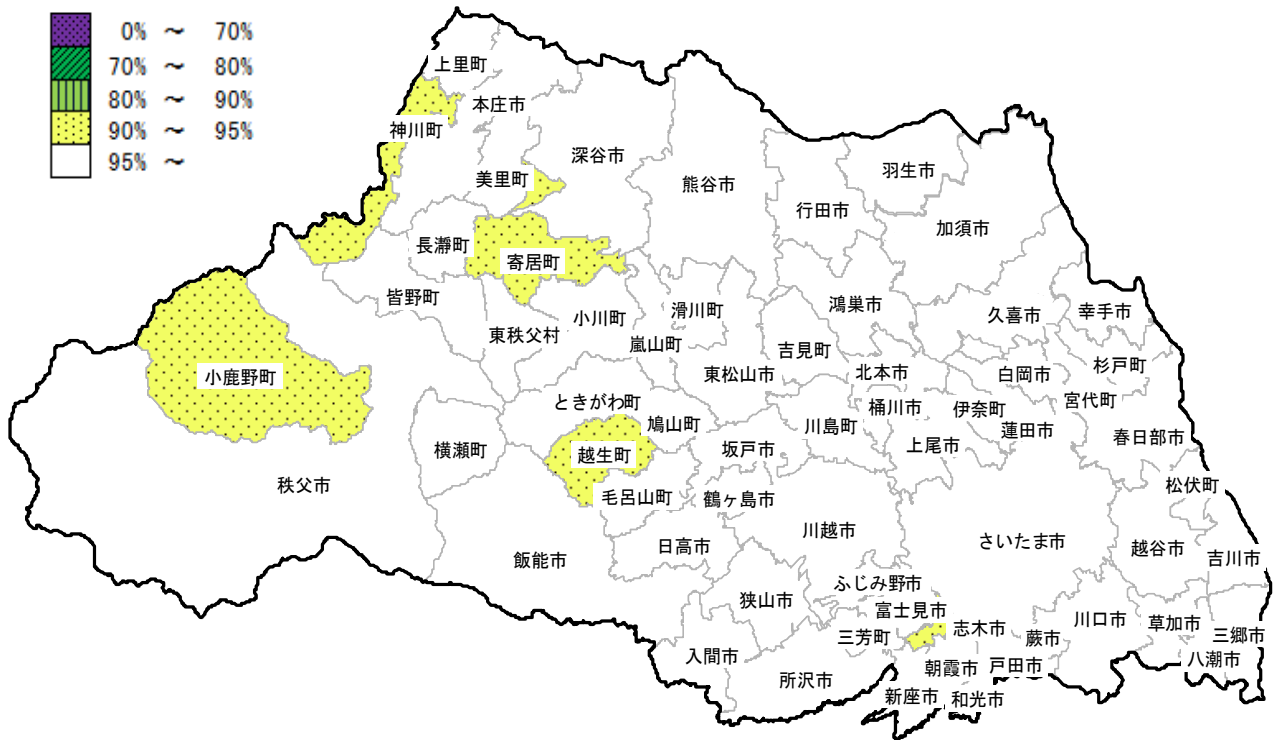 0% ～ 70%
70% ～ 80%
80% ～ 90%
90% ～ 95%
95% ～
上里町
本庄市
神川町
深谷市
美里町
熊谷市
羽生市
行田市
加須市
長瀞町
寄居町
皆野町
小川町
滑川町
鴻巣市
久喜市
幸手市
東秩父村
嵐山町
吉見町
小鹿野町
東松山市
北本市
白岡市
杉戸町
ときがわ町
桶川市
伊奈町
宮代町
鳩山町
川島町
蓮田市
春日部市
横瀬町
越生町
坂戸市
上尾市
秩父市
毛呂山町
鶴ヶ島市
松伏町
川越市
さいたま市
飯能市
日高市
越谷市
吉川市
ふじみ野市
狭山市
富士見市
三芳町
志木市
蕨市
川口市
草加市
三郷市
入間市
所沢市
朝霞市
戸田市
八潮市
新座市
和光市